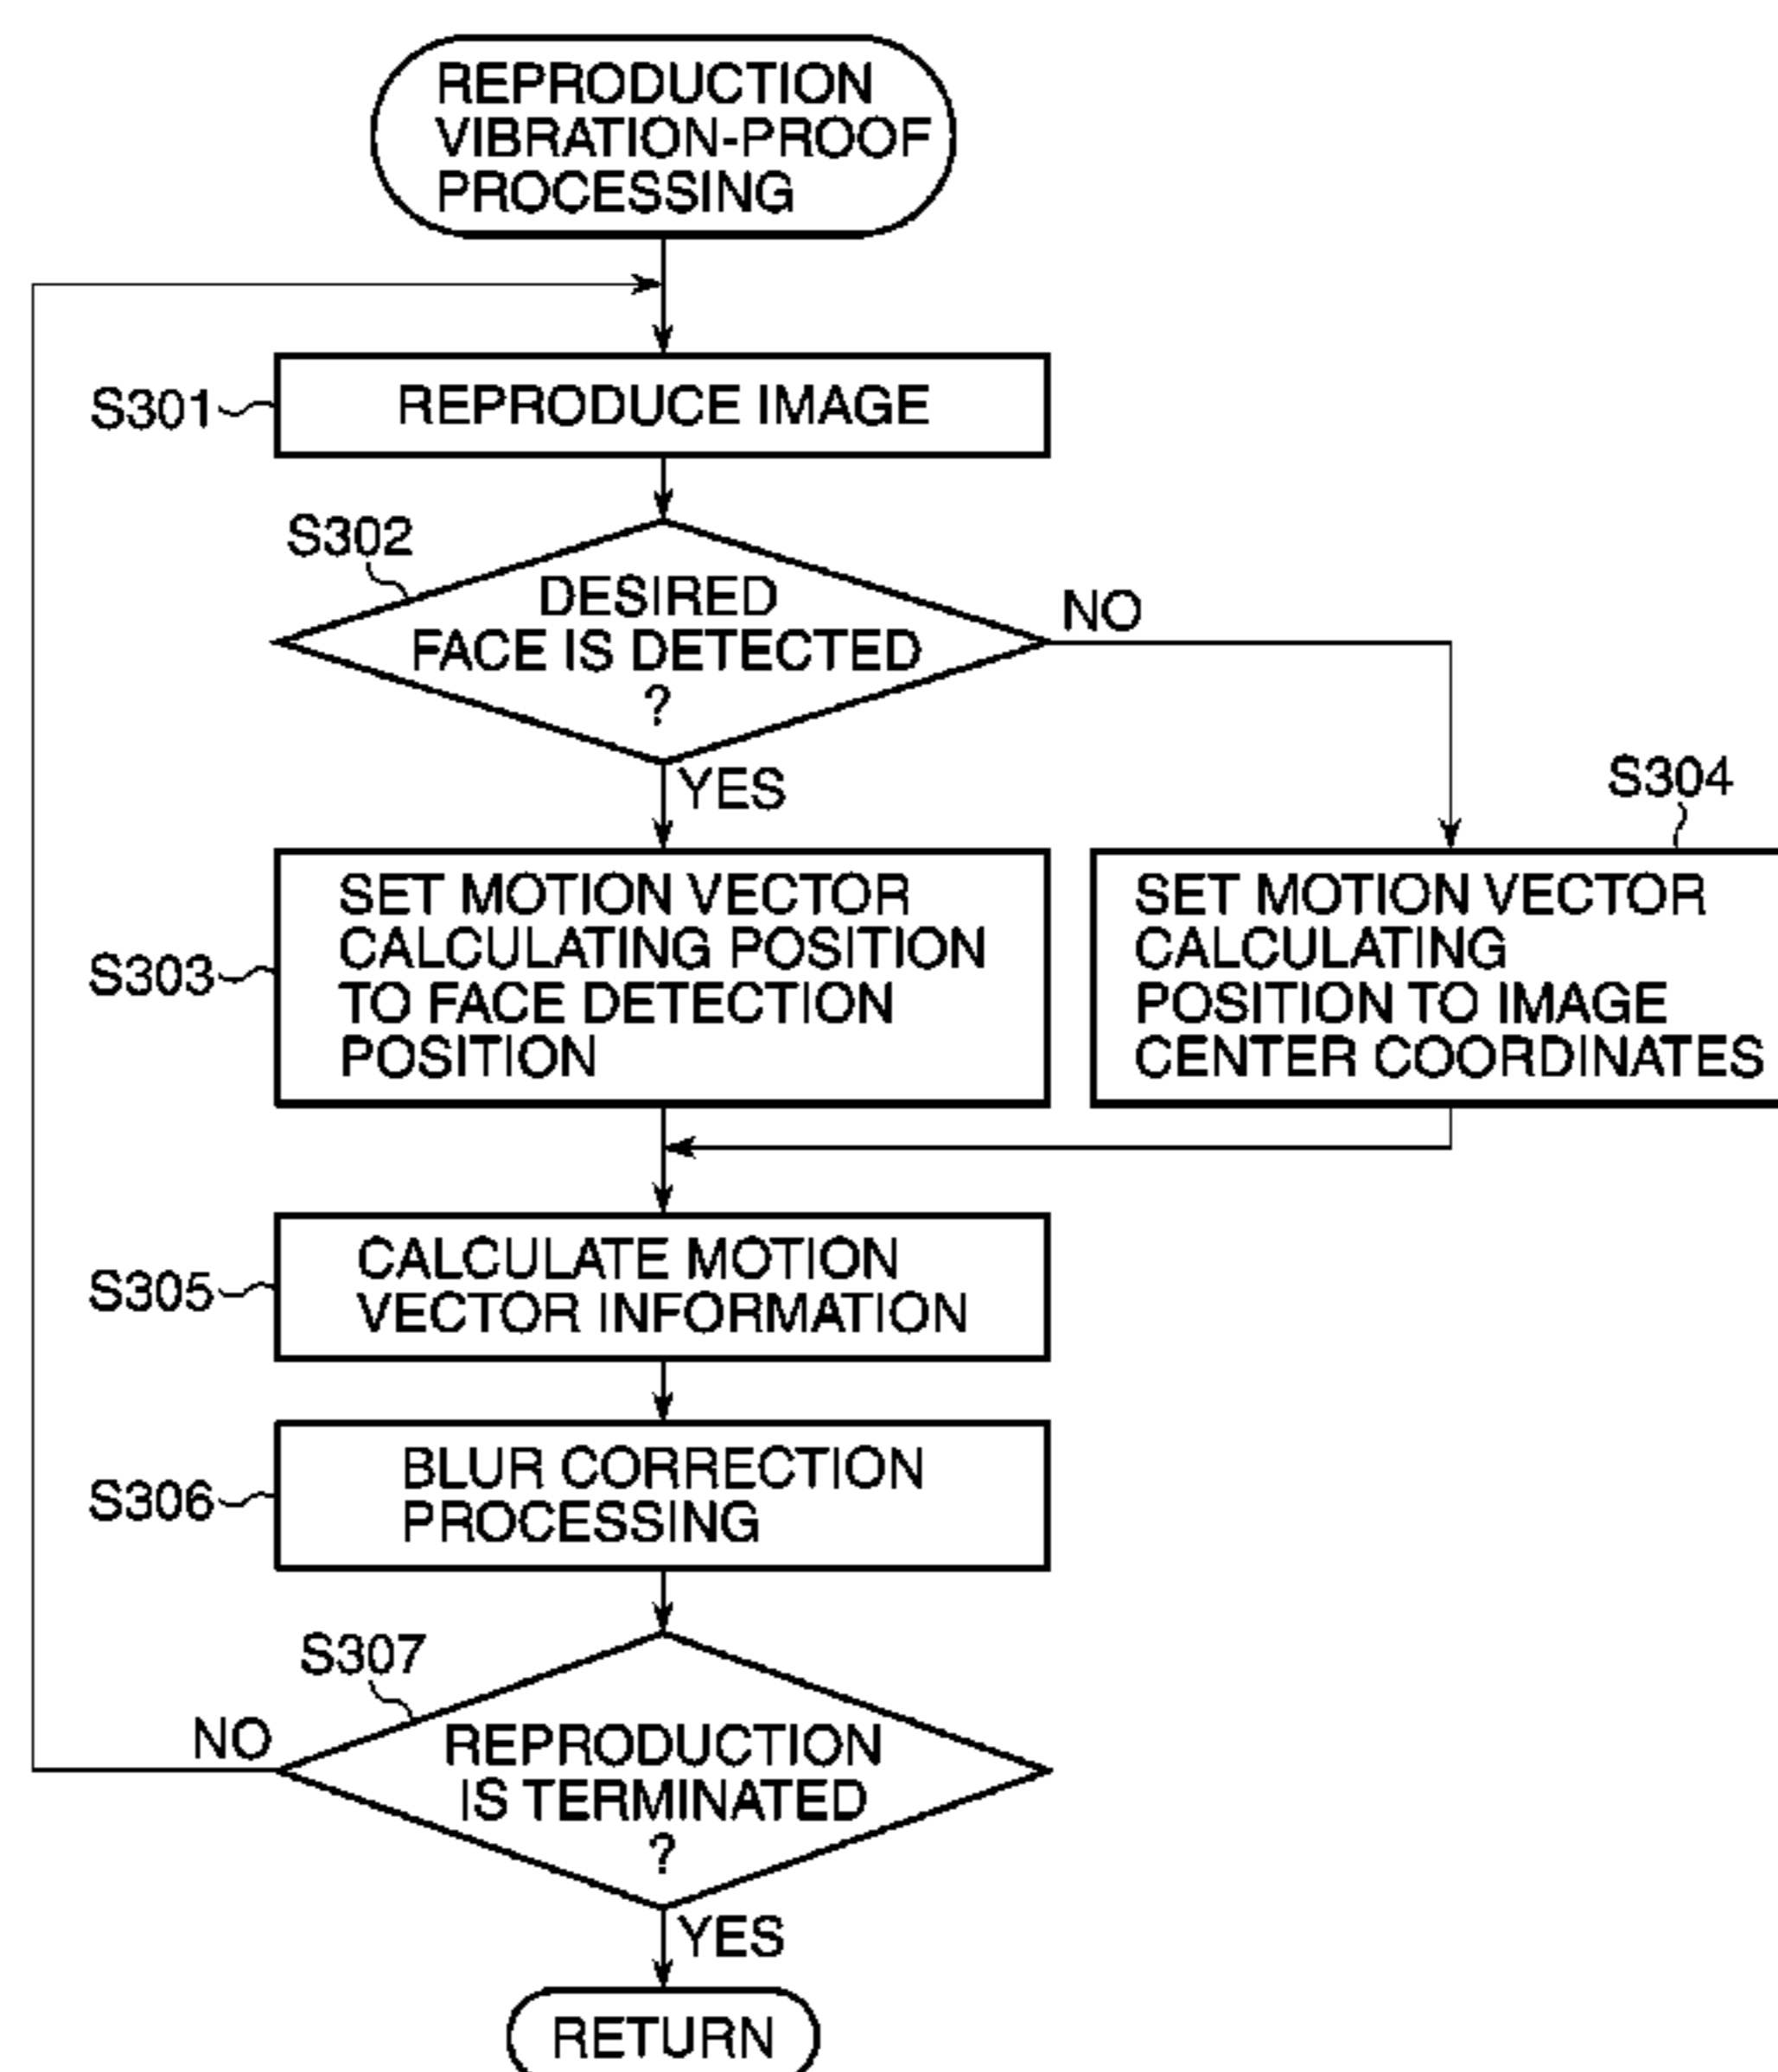 REPRODUCTION
VIBRATION-PROOF
PROCESSING
S301
REPRODUCE IMAGE
S302
DESIRED
FACE IS DETECTED
?
NO
YES
S303
SET MOTION VECTOR
CALCULATING POSITION
TO FACE DETECTION
POSITION
S304
SET MOTION VECTOR
CALCULATING
POSITION TO IMAGE
CENTER COORDINATES
S305
CALCULATE MOTION
VECTOR INFORMATION
S306
BLUR CORRECTION
PROCESSING
S307
REPRODUCTION
IS TERMINATED
?
NO
YES
RETURN